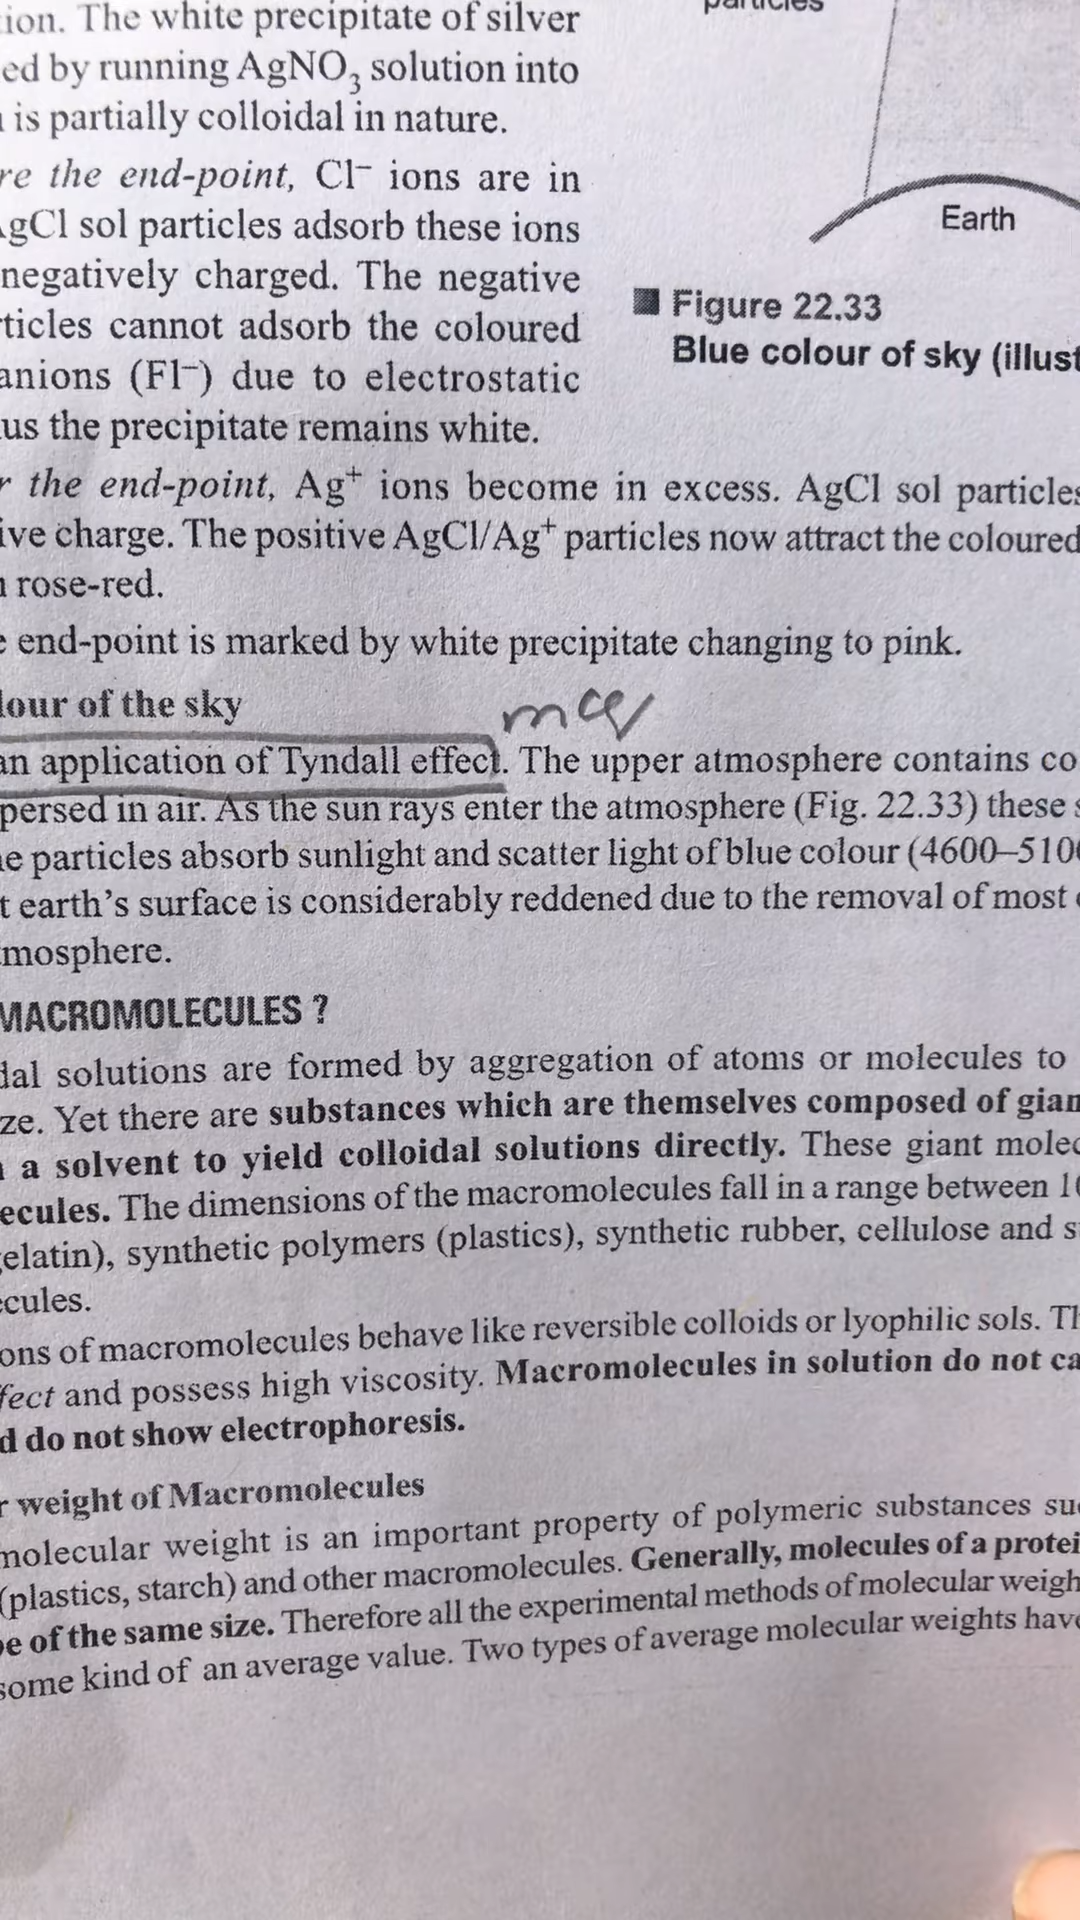 particles
ion. The white precipitate of silver
ed by running AgNO₃ solution into
is partially colloidal in nature.
re the end-point, Cl⁻ ions are in
AgCl sol particles adsorb these ions
negatively charged. The negative
rticles cannot adsorb the coloured
anions (Fl⁻) due to electrostatic
us the precipitate remains white.
Earth
Figure 22.33
Blue colour of sky (illust
r the end-point, Ag⁺ ions become in excess. AgCl sol particles
ive charge. The positive AgCl/Ag⁺ particles now attract the coloured
rose-red.
e end-point is marked by white precipitate changing to pink.
lour of the sky
mcq
an application of Tyndall effect. The upper atmosphere contains co
persed in air. As the sun rays enter the atmosphere (Fig. 22.33) these s
e particles absorb sunlight and scatter light of blue colour (4600–510
t earth's surface is considerably reddened due to the removal of most
mosphere.
MACROMOLECULES ?
dal solutions are formed by aggregation of atoms or molecules to
ze. Yet there are substances which are themselves composed of gian
a solvent to yield colloidal solutions directly. These giant molec
ecules. The dimensions of the macromolecules fall in a range between 10
elatin), synthetic polymers (plastics), synthetic rubber, cellulose and s
cules.
ons of macromolecules behave like reversible colloids or lyophilic sols. Th
fect and possess high viscosity. Macromolecules in solution do not ca
d do not show electrophoresis.
r weight of Macromolecules
molecular weight is an important property of polymeric substances su
(plastics, starch) and other macromolecules. Generally, molecules of a protei
be of the same size. Therefore all the experimental methods of molecular weigh
some kind of an average value. Two types of average molecular weights have